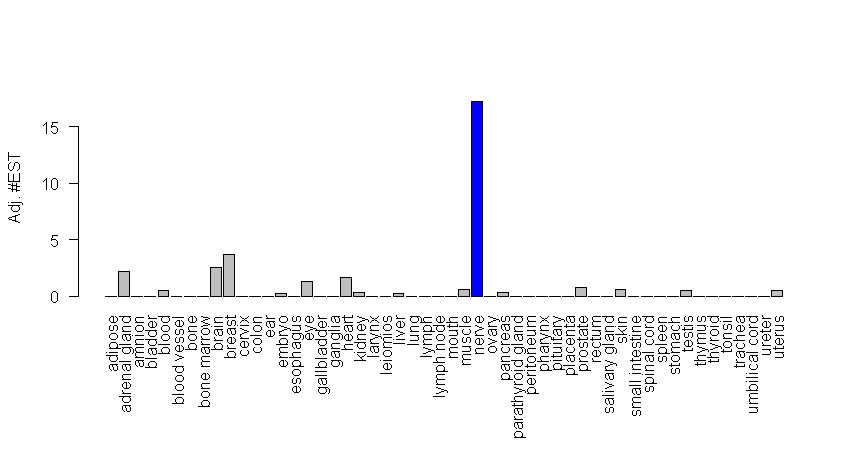 Adj. #EST
15
10
5
0
adipose
adrenal gland
amnion
bladder
blood
blood vessel
bone
bone marrow
brain
breast
cervix
colon
ear
embryo
esophagus
eye
gallbladder
ganglia
heart
kidney
larynx
leiomios
liver
lung
lymph
lymph node
mouth
muscle
nerve
ovary
pancreas
parathyroid gland
peritoneum
pharynx
pituitary
placenta
prostate
rectum
salivary gland
skin
small intestine
spinal cord
spleen
stomach
testis
thymus
thyroid
tonsil
trachea
umbilical cord
ureter
uterus